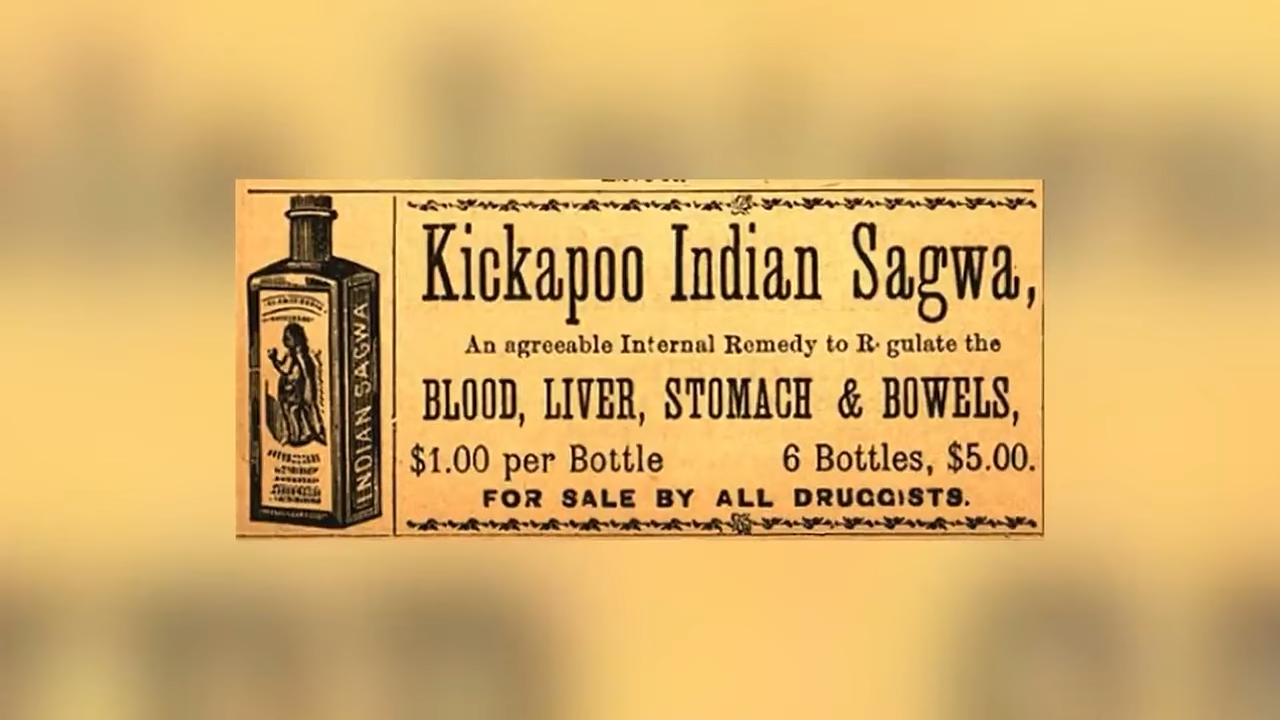 Kickapoo Indian Sagwa,
An agreeable Internal Remedy to R gulate the
BLOOD, LIVER, STOMACH & BOWELS,
$1.00 per Bottle 6 Bottles, $5.00.
FOR SALE BY ALL DRUGGISTS.
INDIAN SAGWA